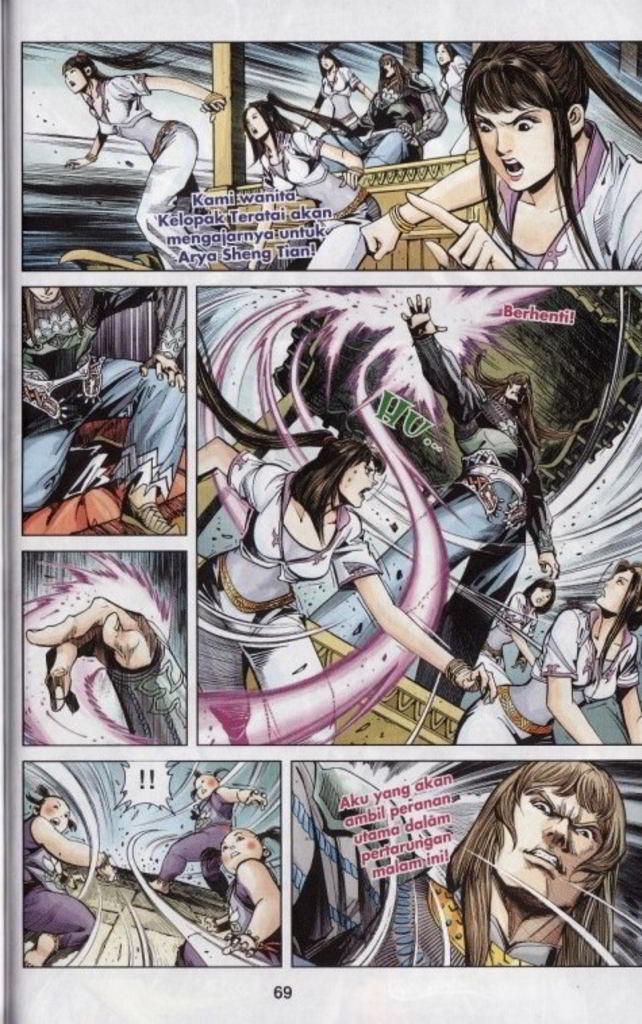 Kami wanita
Kelopak Teratai akan
mengajarnya untuk
Arya Sheng Tian!
Berhenti!
HU...
!!
Aku yang akan
ambil peranan
utama dalam
pertarungan
malam ini!
69